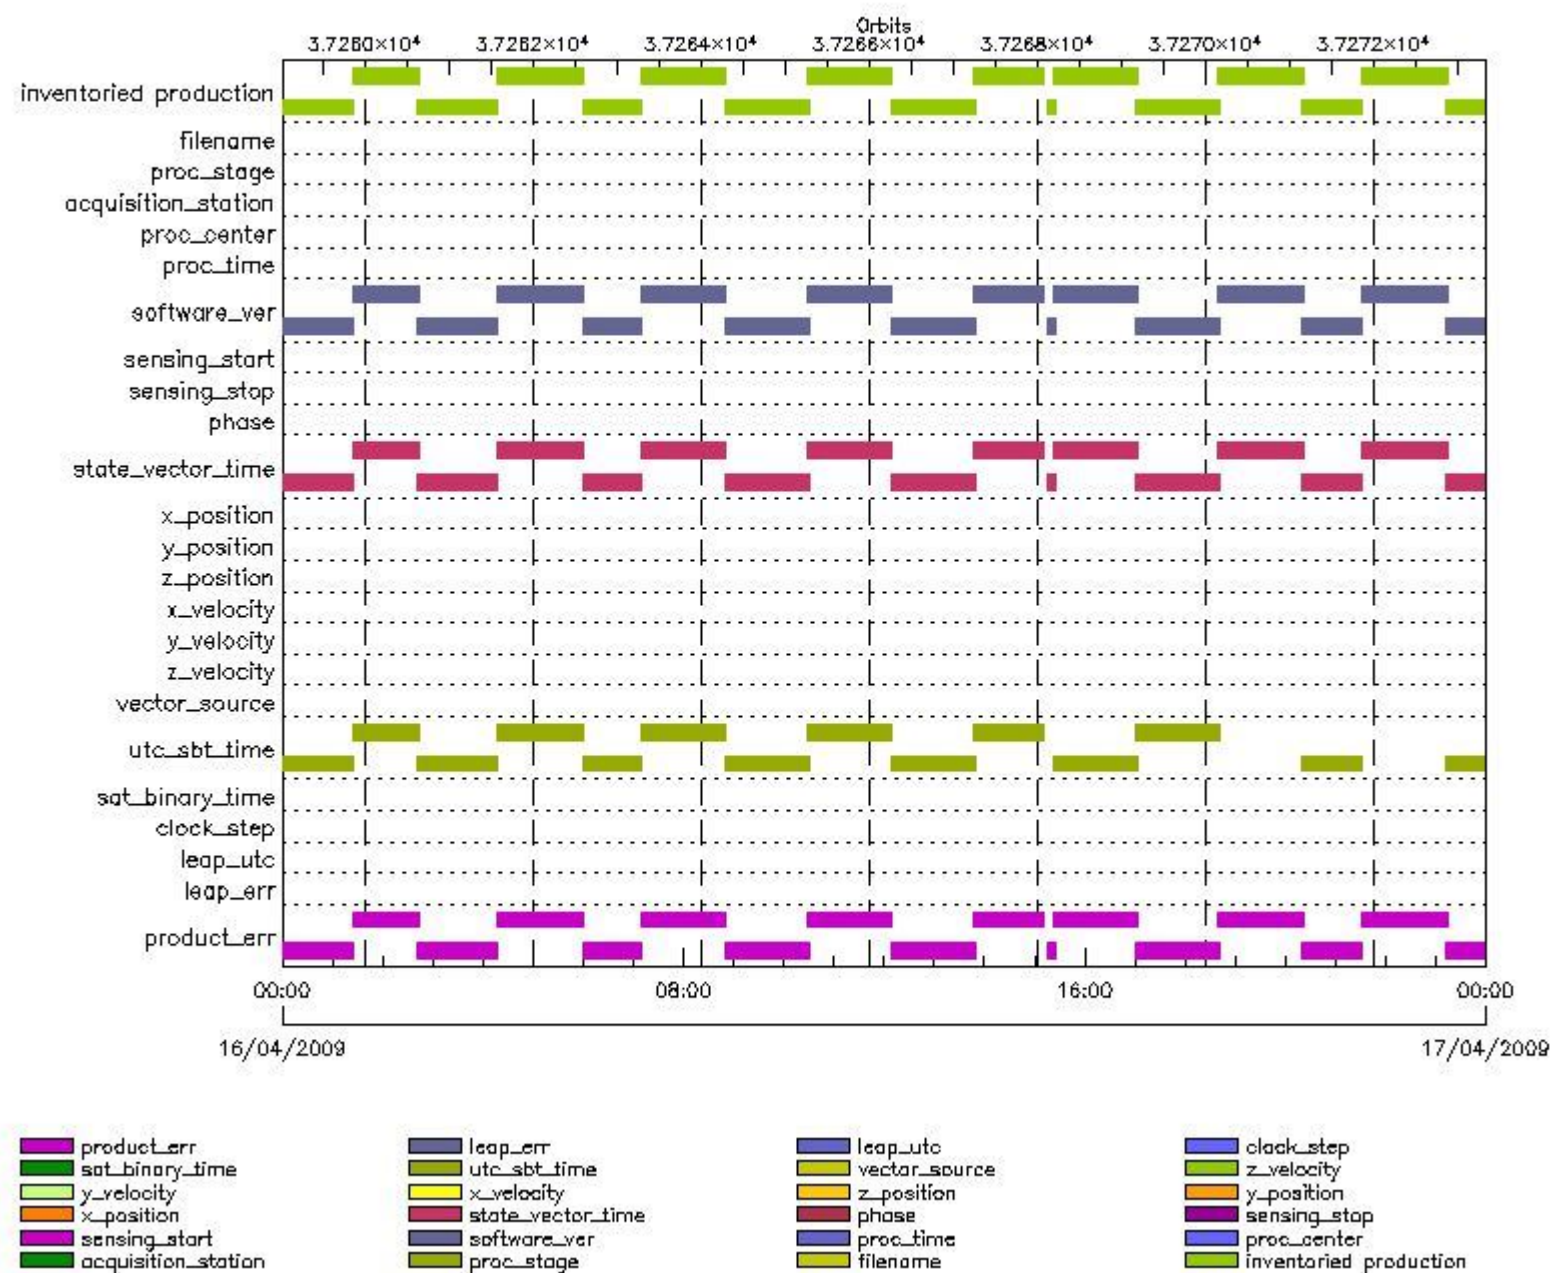 Orbits
3.7260×10⁴ 3.7262×10⁴ 3.7264×10⁴ 3.7266×10⁴ 3.7268×10⁴ 3.7270×10⁴ 3.7272×10⁴
inventoried production
filename
proc_stage
acquisition_station
proc_center
proc_time
software_ver
sensing_start
sensing_stop
phase
state_vector_time
x_position
y_position
z_position
x_velocity
y_velocity
z_velocity
vector_source
utc_sbt_time
sat_binary_time
clock_step
leap_utc
leap_err
product_err
00:00 08:00 16:00 00:00
16/04/2009 17/04/2009
product_err leap_err leap_utc clock_step
sat_binary_time utc_sbt_time vector_source z_velocity
y_velocity x_velocity z_position y_position
x_position state_vector_time phase sensing_stop
sensing_start software_ver proc_time proc_center
acquisition_station proc_stage filename inventoried production